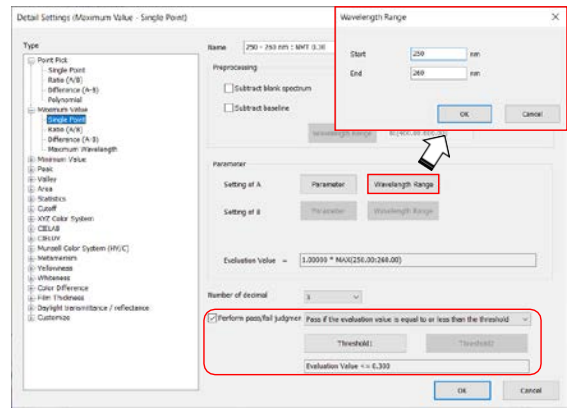 Detail Settings (Maximum Value - Single Point)
Type
Point Pick
Single Point
Ratio (A/B)
Difference (A-B)
Polynomial
Maximum Value
Single Point
Ratio (A/B)
Difference (A-B)
Maximum Wavelength
Minimum Value
Peak
Valley
Area
Statistics
Cutoff
XYZ Color System
CIELAB
CIELUV
Munsell Color System (HV/C)
Metamerism
Yellowness
Whiteness
Color Difference
Film Thickness
Daylight transmittance / reflectance
Customize
Name
Preprocessing
Subtract blank spectrum
Subtract baseline
Wavelength Range
Parameter
Setting of A Parameter Wavelength Range
Setting of B Parameter Wavelength Range
Evaluation Value = 1.00000 * MAX(250.00:260.00)
Number of decimal 3
Perform pass/fail judgmen Pass if the evaluation value is equal to or less than the threshold
Threshold1 Threshold2
Evaluation Value <= 0.300
OK Cancel
Wavelength Range
Start 250 nm
End 260 nm
OK Cancel